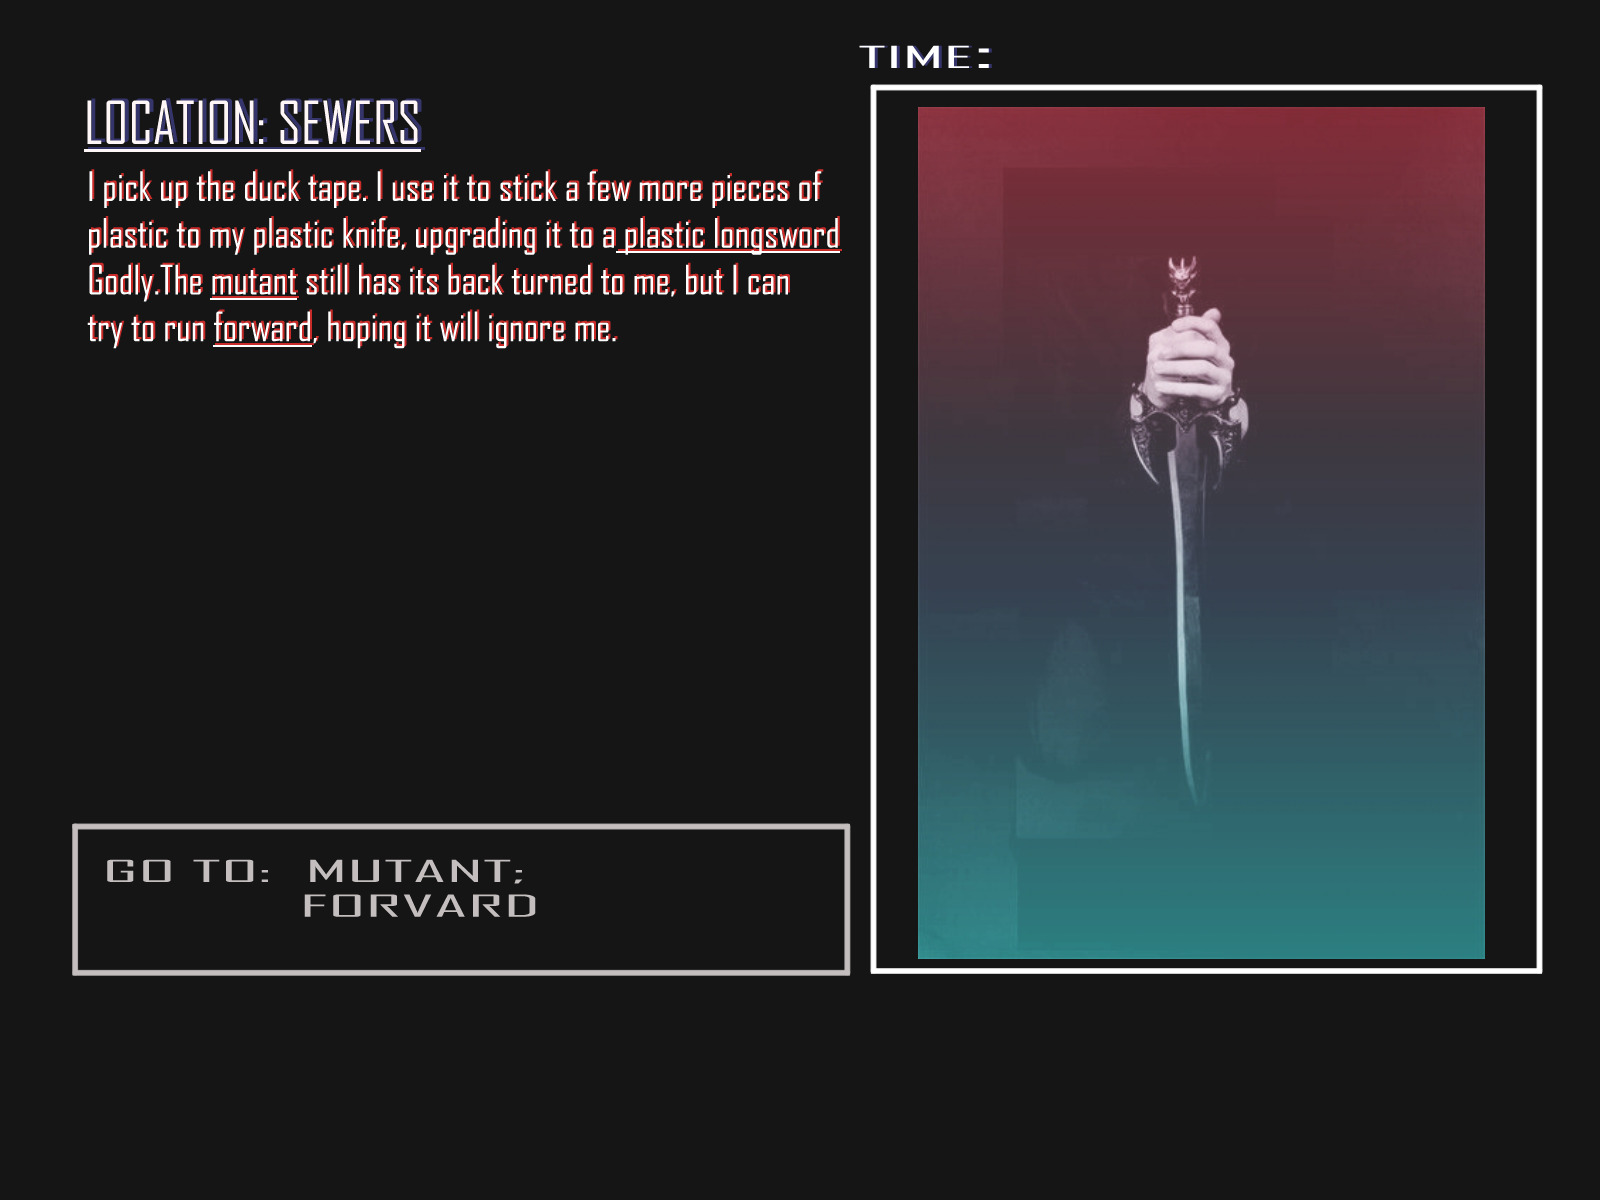 TIME:
LOCATION: SEWERS
I pick up the duck tape. I use it to stick a few more pieces of
plastic to my plastic knife, upgrading it to a plastic longsword
Godly.The mutant still has its back turned to me, but I can
try to run forward, hoping it will ignore me.
GO TO: MUTANT;
FORVARD